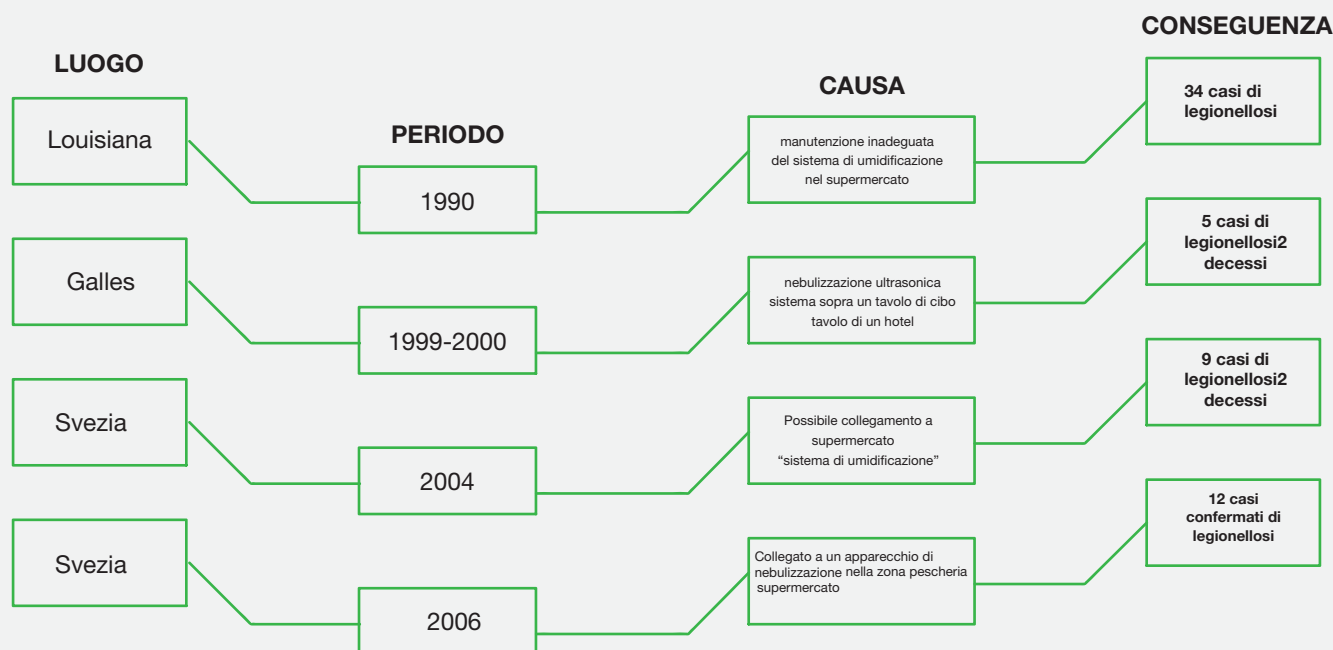 CONSEGUENZA
LUOGO
CAUSA
PERIODO
Louisiana
1990
manutenzione inadeguata
del sistema di umidificazione
nel supermercato
34 casi di
legionellosi
Galles
1999-2000
nebulizzazione ultrasonica
sistema sopra un tavolo di cibo
tavolo di un hotel
5 casi di
legionellosi2
decessi
Svezia
2004
Possibile collegamento a
supermercato
“sistema di umidificazione”
9 casi di
legionellosi2
decessi
Svezia
2006
Collegato a un apparecchio di
nebulizzazione nella zona pescheria
supermercato
12 casi
confermati di
legionellosi